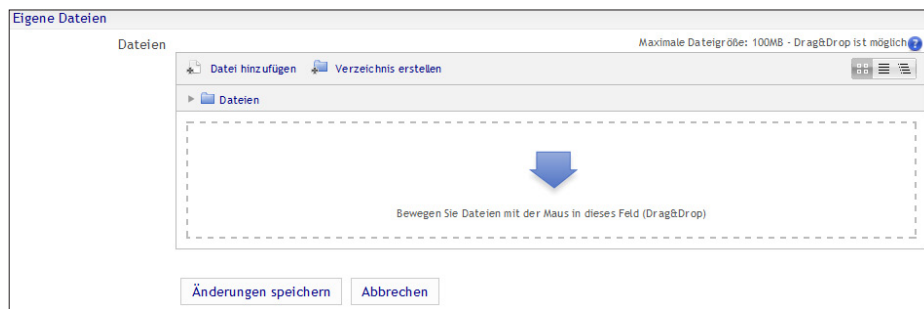 Eigene Dateien
Dateien
Maximale Dateigröße: 100MB - Drag&Drop ist möglich ?
Datei hinzufügen Verzeichnis erstellen
Dateien
Bewegen Sie Dateien mit der Maus in dieses Feld (Drag&Drop)
Änderungen speichern Abbrechen